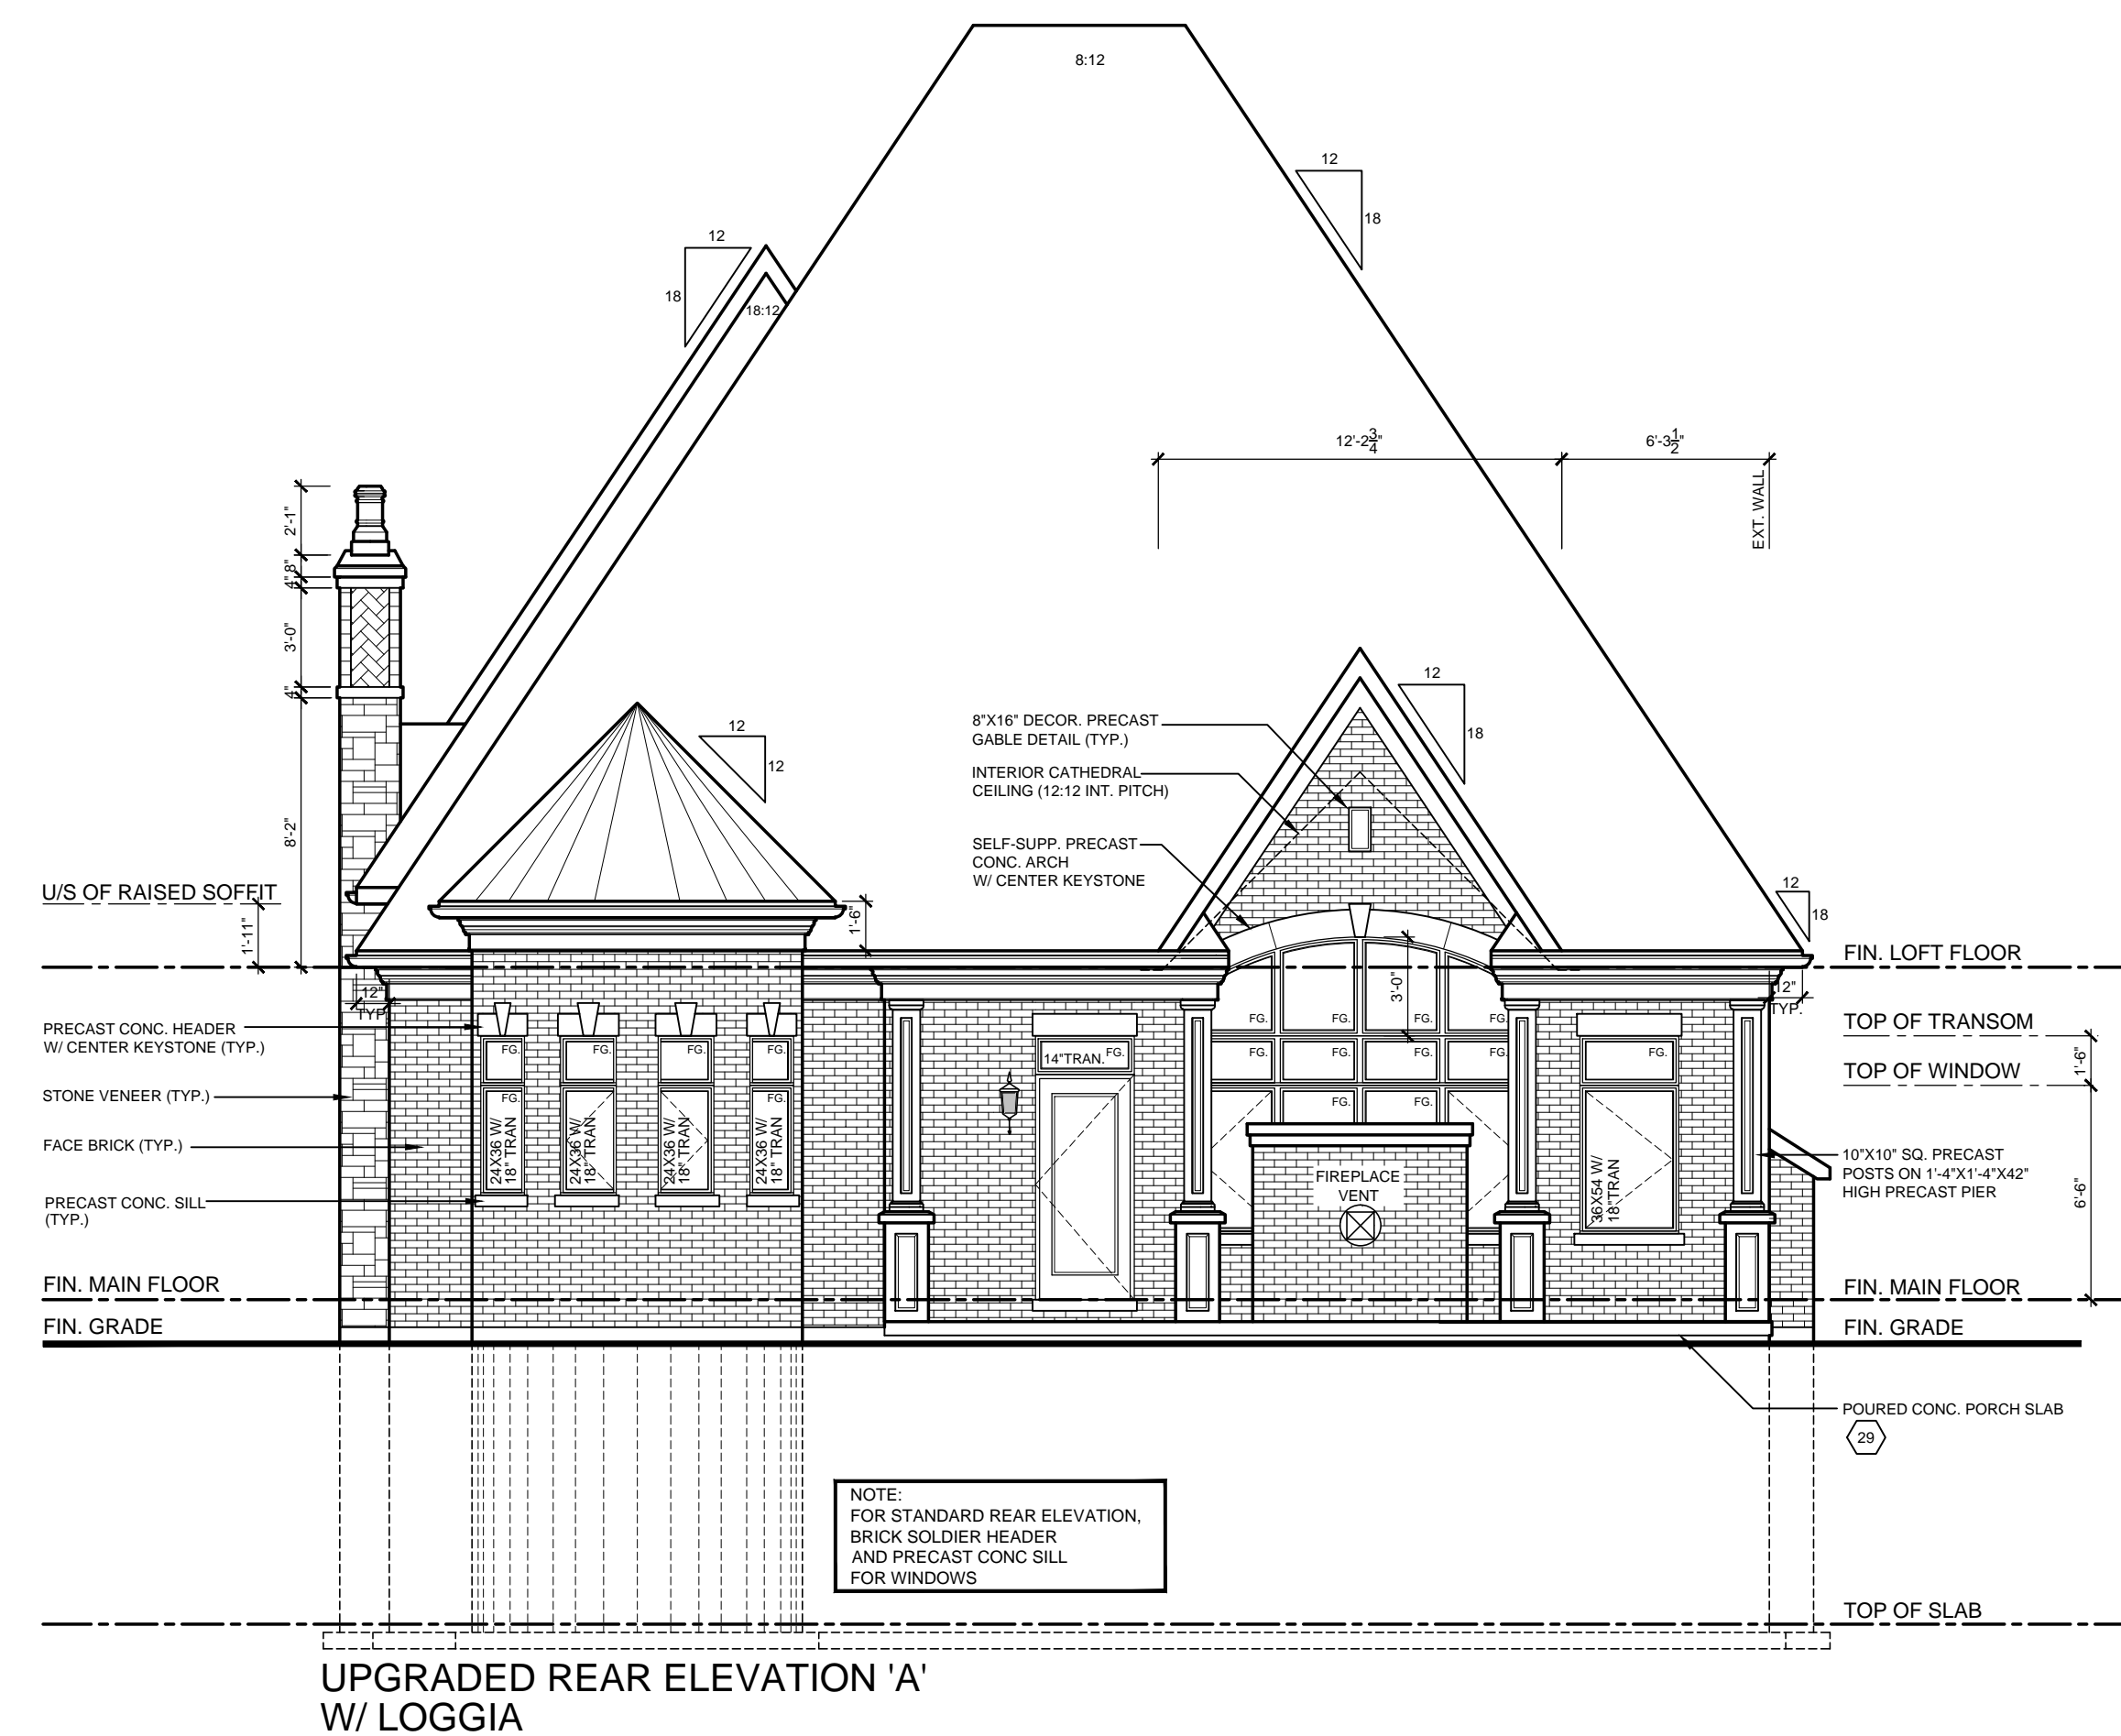 8:12
12
18
12
18
18:12
12'-2 3/4"
6'-3 1/2"
EXT. WALL
2'-1"
8"
4"
3'-0"
4"
8'-2"
12
18
12
12
8"X16" DECOR. PRECAST
GABLE DETAIL (TYP.)
INTERIOR CATHEDRAL
CEILING (12:12 INT. PITCH)
SELF-SUPP. PRECAST
CONC. ARCH
W/ CENTER KEYSTONE
U/S OF RAISED SOFFIT
1'-11"
1'-6"
12
18
FIN. LOFT FLOOR
3'-0"
12"
TYP.
12"
TYP.
PRECAST CONC. HEADER
W/ CENTER KEYSTONE (TYP.)
STONE VENEER (TYP.)
FACE BRICK (TYP.)
PRECAST CONC. SILL
(TYP.)
FG.
FG.
FG.
FG.
FG.
FG.
24X36 W/
18" TRAN
24X36 W/
18" TRAN
24X36 W/
18" TRAN
24X36 W/
18" TRAN
14"TRAN.
FG.
FG.
FG.
FG.
FG.
FG.
FG.
FG.
FG.
FG.
FG.
FG.
36X54 W/
18"TRAN
FIREPLACE
VENT
TOP OF TRANSOM
1'-6"
TOP OF WINDOW
10"X10" SQ. PRECAST
POSTS ON 1'-4"X1'-4"X42"
HIGH PRECAST PIER
6'-6"
FIN. MAIN FLOOR
FIN. MAIN FLOOR
FIN. GRADE
FIN. GRADE
POURED CONC. PORCH SLAB
29
NOTE:
FOR STANDARD REAR ELEVATION,
BRICK SOLDIER HEADER
AND PRECAST CONC SILL
FOR WINDOWS
TOP OF SLAB
UPGRADED REAR ELEVATION 'A'
W/ LOGGIA